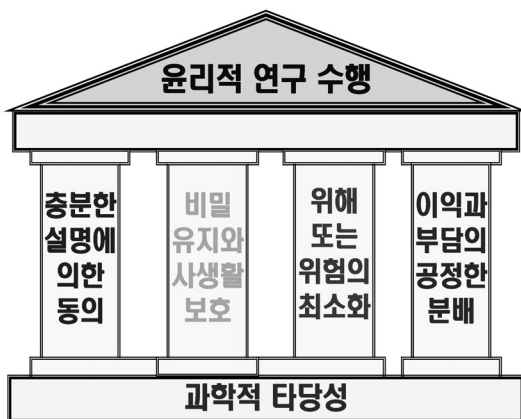 윤리적 연구 수행
충분한
설명에
의한
동의
비밀
유지와
사생활
보호
위해
또는
위험의
최소화
이익과
부담의
공정한
분배
과학적 타당성